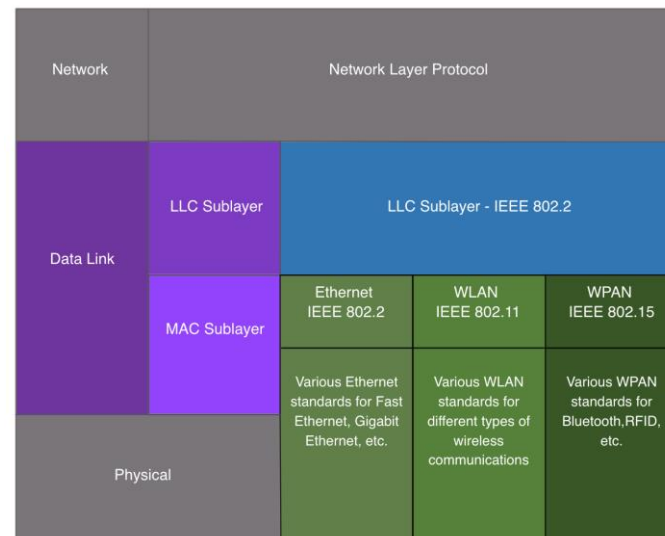 Network
Network Layer Protocol
Data Link
LLC Sublayer
LLC Sublayer - IEEE 802.2
MAC Sublayer
Ethernet
IEEE 802.2
WLAN
IEEE 802.11
WPAN
IEEE 802.15
Various Ethernet
standards for Fast
Ethernet, Gigabit
Ethernet, etc.
Various WLAN
standards for
different types of
wireless
communications
Various WPAN
standards for
Bluetooth,RFID,
etc.
Physical